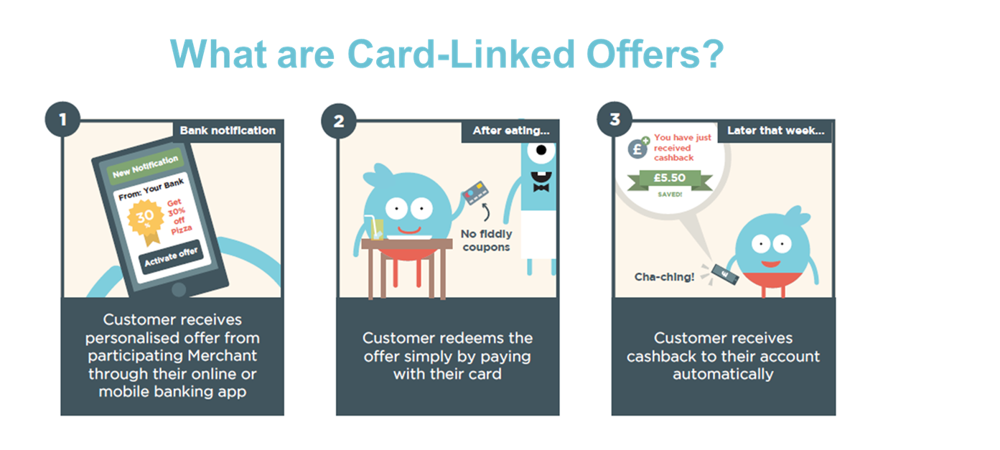 What are Card-Linked Offers?
1
Bank notification
New Notification
From: Your Bank
30
%
Get
30%
off
Pizza
Activate offer
Customer receives
personalised offer from
participating Merchant
through their online or
mobile banking app
2
After eating...
No fiddly
coupons
Customer redeems the
offer simply by paying
with their card
3
Later that week...
£
You have just
received
cashback
£5.50
SAVED!
Cha-ching!
Customer receives
cashback to their account
automatically